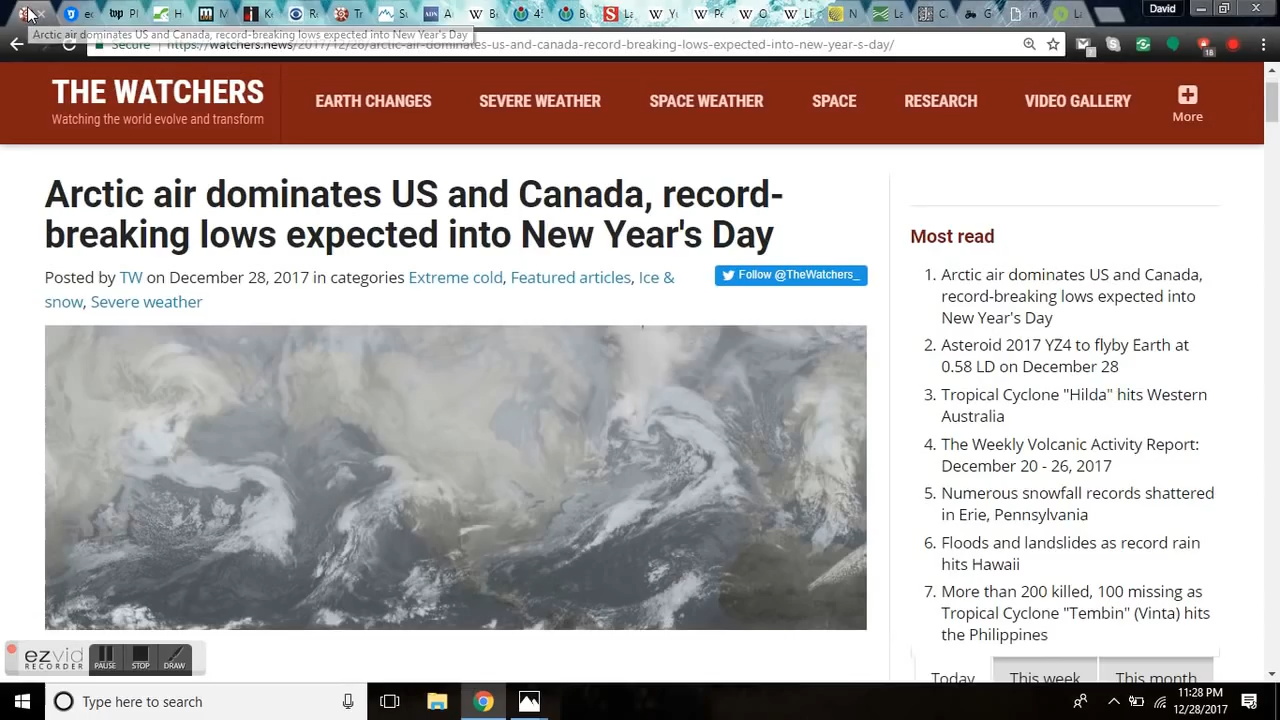 David
Arctic air dominates US and Canada, record-breaking lows expected into New Year's Day
Secure
https://watchers.news/2017/12/28/arctic-air-dominates-us-and-canada-record-breaking-lows-expected-into-new-year-s-day/
THE WATCHERS
Watching the world evolve and transform
EARTH CHANGES
SEVERE WEATHER
SPACE WEATHER
SPACE
RESEARCH
VIDEO GALLERY
More
Arctic air dominates US and Canada, record-
breaking lows expected into New Year's Day
Posted by TW on December 28, 2017 in categories Extreme cold, Featured articles, Ice &
snow, Severe weather
Follow @TheWatchers_
Most read
1. Arctic air dominates US and Canada,
record-breaking lows expected into
New Year's Day
2. Asteroid 2017 YZ4 to flyby Earth at
0.58 LD on December 28
3. Tropical Cyclone "Hilda" hits Western
Australia
4. The Weekly Volcanic Activity Report:
December 20 - 26, 2017
5. Numerous snowfall records shattered
in Erie, Pennsylvania
6. Floods and landslides as record rain
hits Hawaii
7. More than 200 killed, 100 missing as
Tropical Cyclone "Tembin" (Vinta) hits
the Philippines
Today
This week
This month
ezvid
RECORDER
PAUSE
STOP
DRAW
Type here to search
11:28 PM
12/28/2017